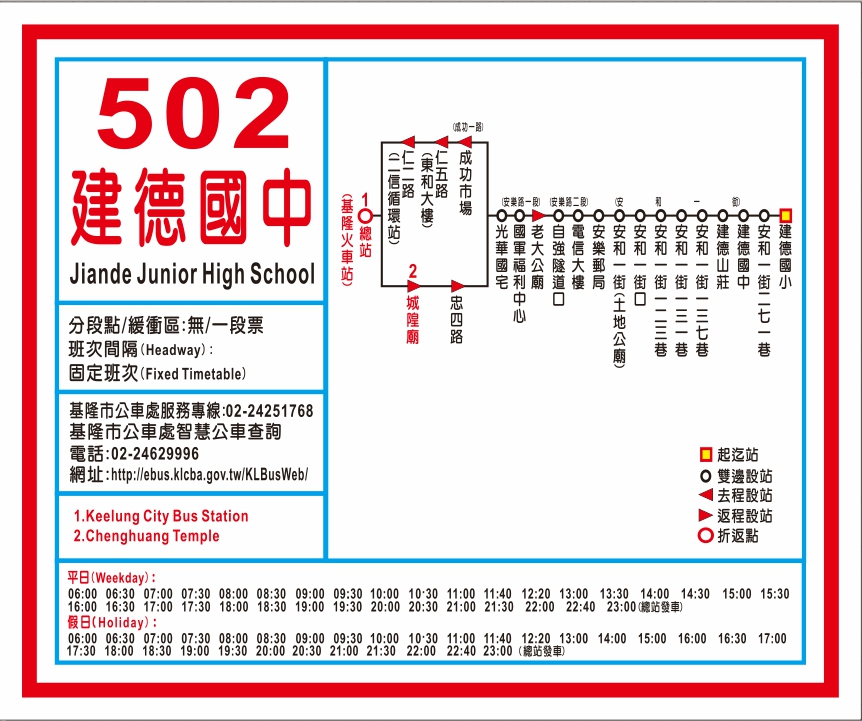 502
建德國中
Jiande Junior High School
分段點/緩衝區:無/一段票
班次間隔(Headway):
固定班次(Fixed Timetable)
基隆市公車處服務專線:02-24251768
基隆市公車處智慧公車查詢
電話:02-24629996
網址:http://ebus.klcba.gov.tw/KLBusWeb/
1.Keelung City Bus Station
2.Chenghuang Temple
(成功一路)
成功市場
仁五路(東和大樓)
仁二路(二信循環站)
1
總站(基隆火車站)
2
城隍廟
忠四路
(安樂路一段)
(安樂路二段)
(安和一街)
光華國宅
國軍福利中心
老大公廟
自強隧道口
電信大樓
安樂郵局
安和一街(土地公廟)
安和一街口
安和一街一二三巷
安和一街一三一巷
安和一街一三七巷
建德山莊
建德國中
安和一街二七一巷
建德國小
起迄站
雙邊設站
去程設站
返程設站
折返點
平日(Weekday):
06:00 06:30 07:00 07:30 08:00 08:30 09:00 09:30 10:00 10:30 11:00 11:40 12:20 13:00 13:30 14:00 14:30 15:00 15:30
16:00 16:30 17:00 17:30 18:00 18:30 19:00 19:30 20:00 20:30 21:00 21:30 22:00 22:40 23:00(總站發車)
假日(Holiday):
06:00 06:30 07:00 07:30 08:00 08:30 09:00 09:30 10:00 10:30 11:00 11:40 12:20 13:00 14:00 15:00 16:00 16:30 17:00
17:30 18:00 18:30 19:00 19:30 20:00 20:30 21:00 21:30 22:00 22:40 23:00 (總站發車)